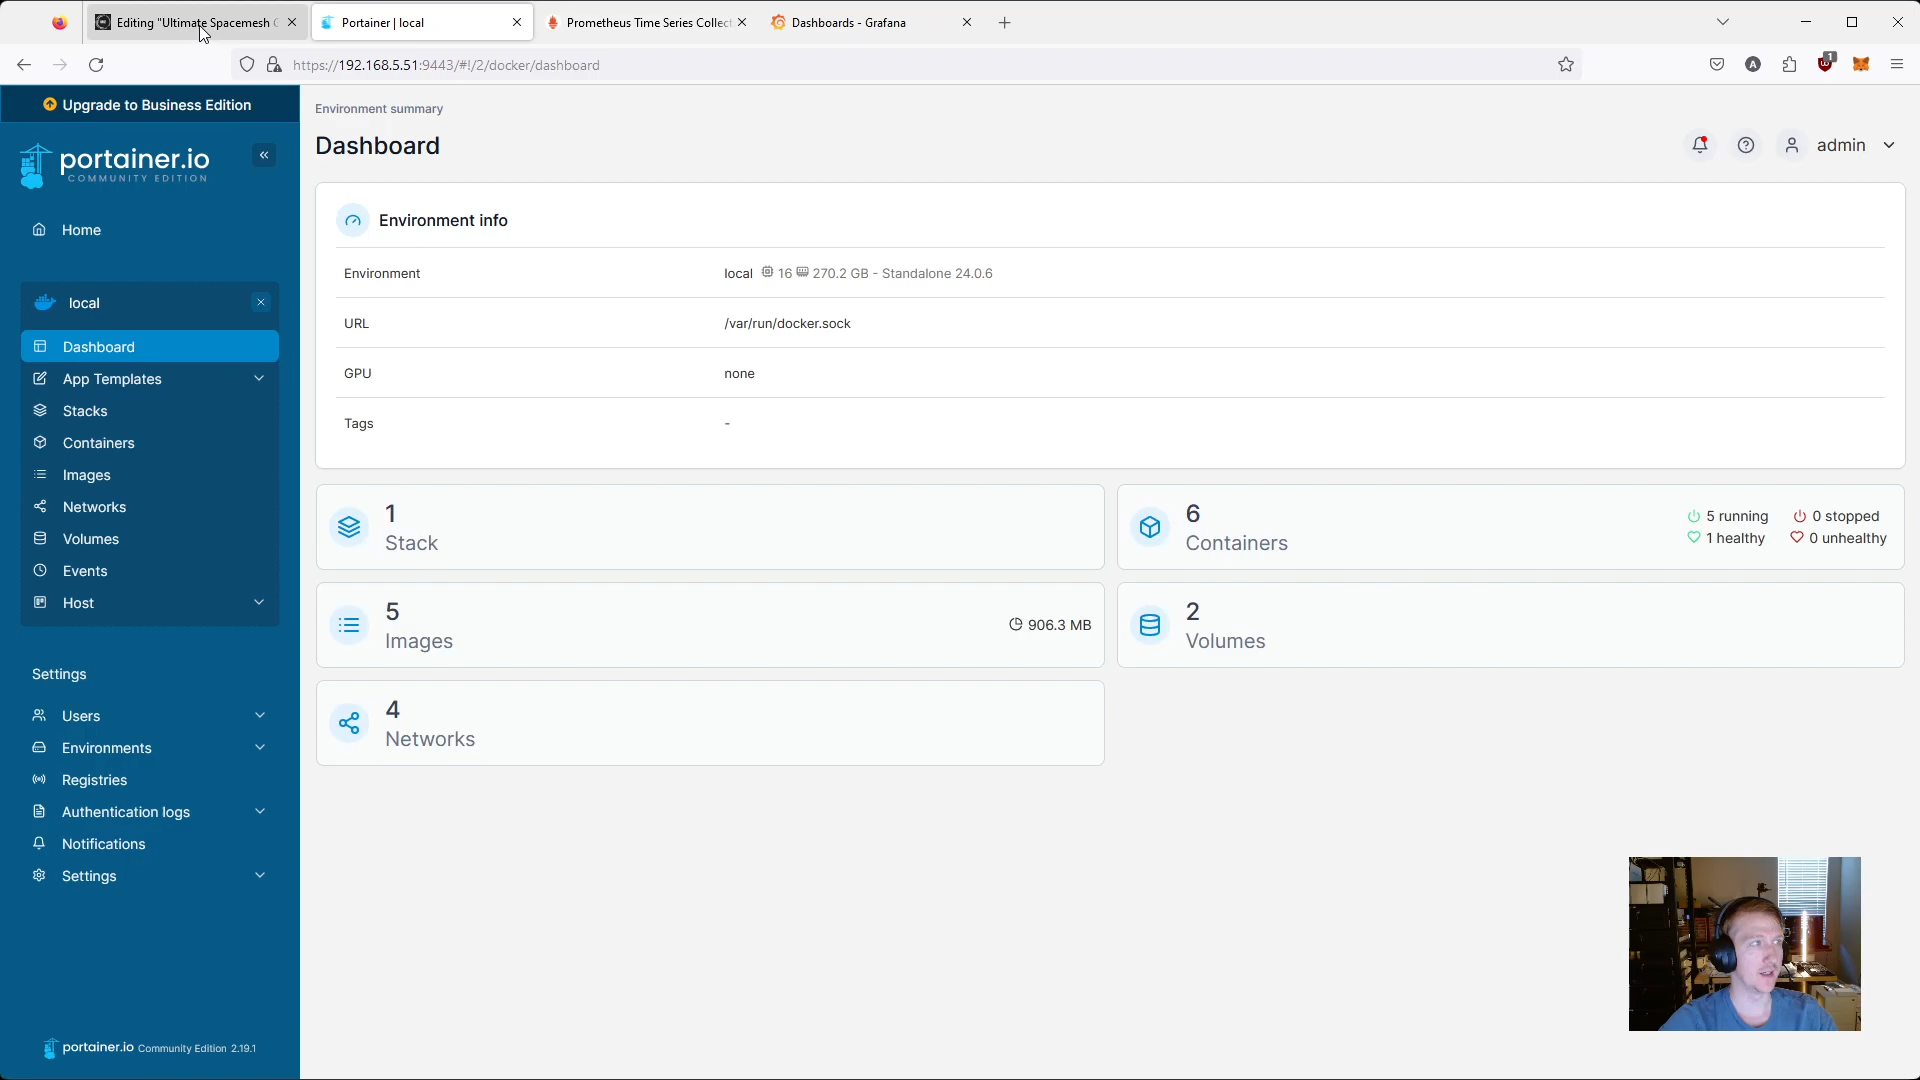 Editing "Ultimate Spacemesh G
Portainer | local
Prometheus Time Series Collect
Dashboards - Grafana
https://192.168.5.51:9443/#!/2/docker/dashboard
A
1
Upgrade to Business Edition
portainer.io
COMMUNITY EDITION
Home
local
Dashboard
App Templates
Stacks
Containers
Images
Networks
Volumes
Events
Host
Settings
Users
Environments
Registries
Authentication logs
Notifications
Settings
portainer.io Community Edition 2.19.1
Environment summary
Dashboard
admin
Environment info
Environment local 16 270.2 GB - Standalone 24.0.6
URL /var/run/docker.sock
GPU none
Tags -
1
Stack
6
Containers
5 running 0 stopped
1 healthy 0 unhealthy
5
Images
906.3 MB
2
Volumes
4
Networks